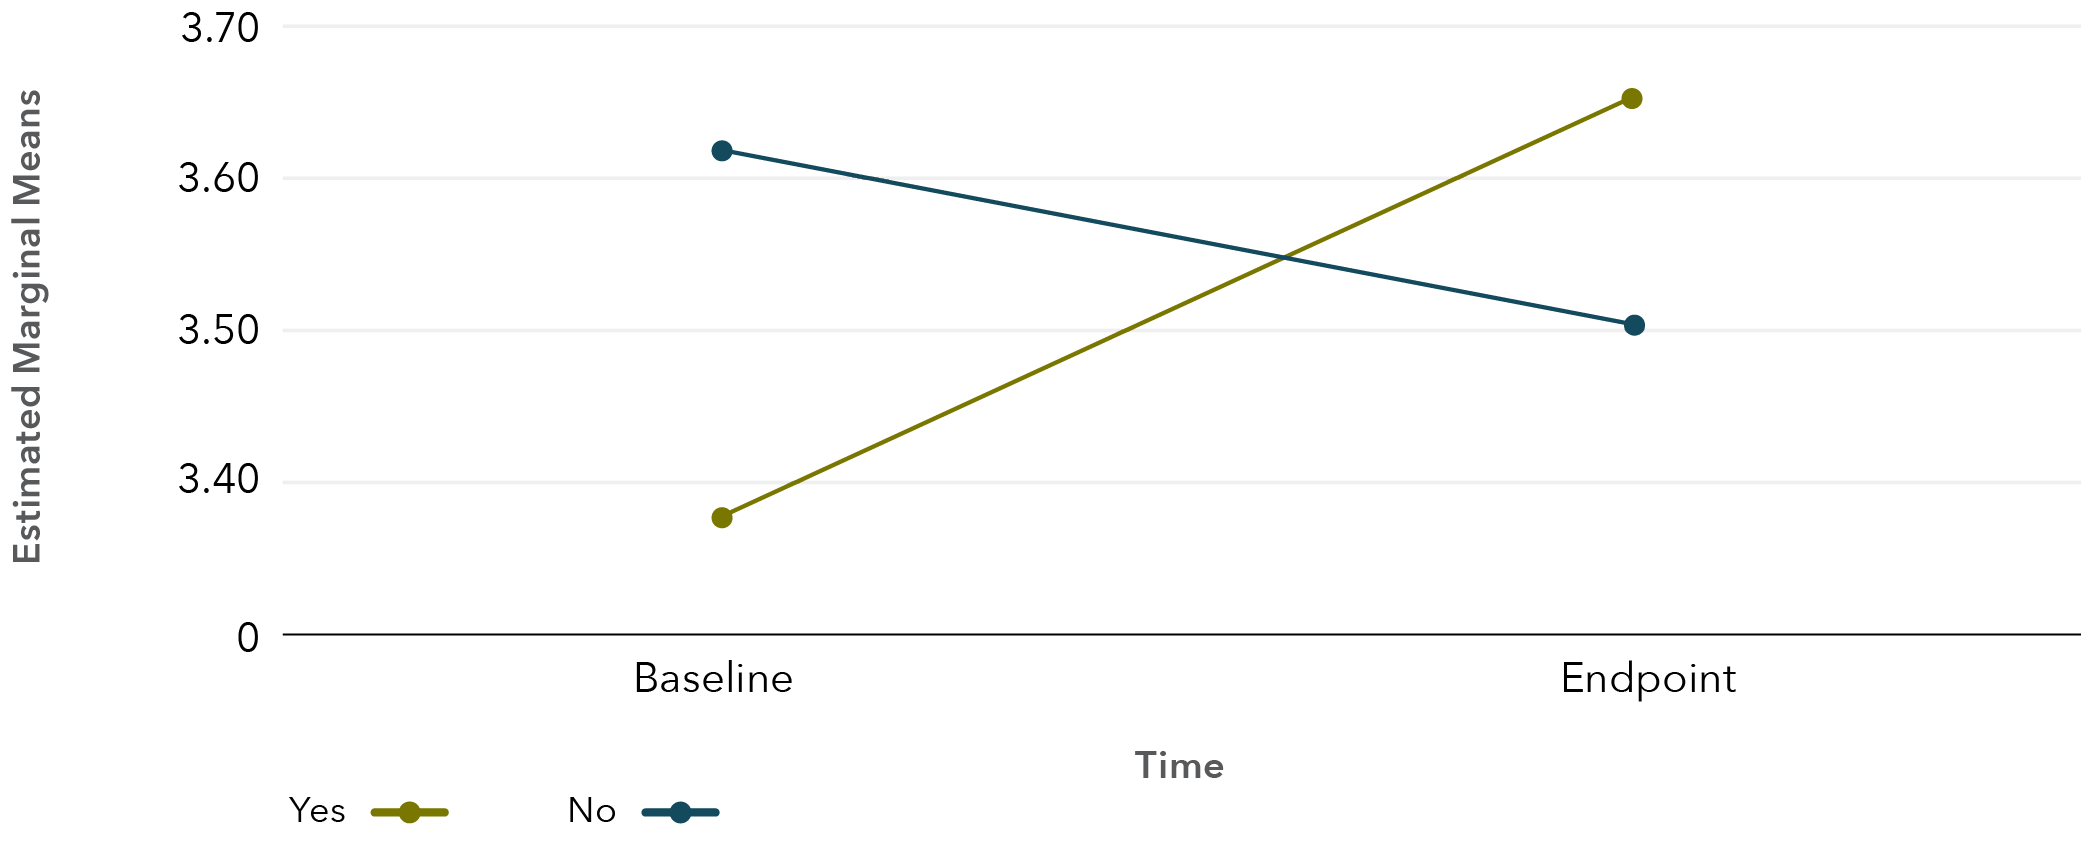 Estimated Marginal Means
3.70
3.60
3.50
3.40
0
Baseline
Endpoint
Time
Yes
No